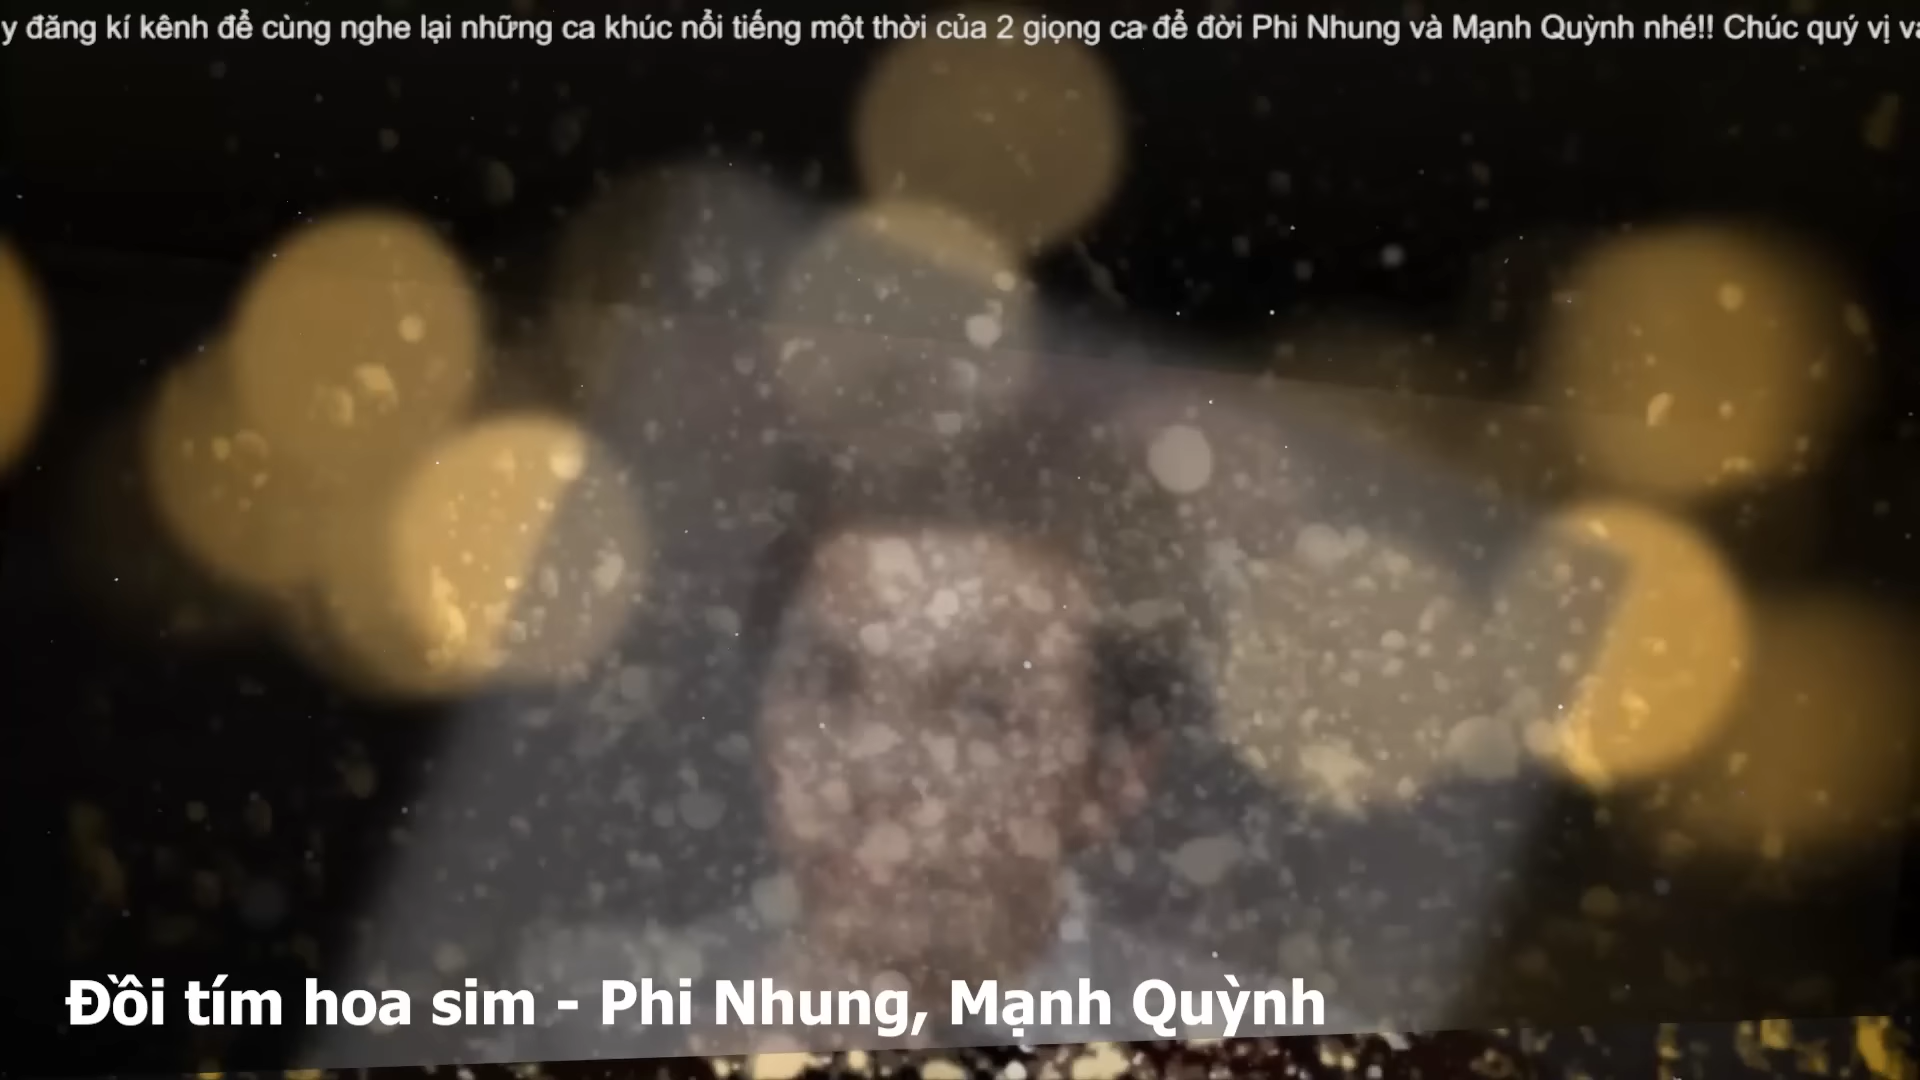 y đăng kí kênh để cùng nghe lại những ca khúc nổi tiếng một thời của 2 giọng ca để đời Phi Nhung và Mạnh Quỳnh nhé!! Chúc quý vị và
Đồi tím hoa sim - Phi Nhung, Mạnh Quỳnh